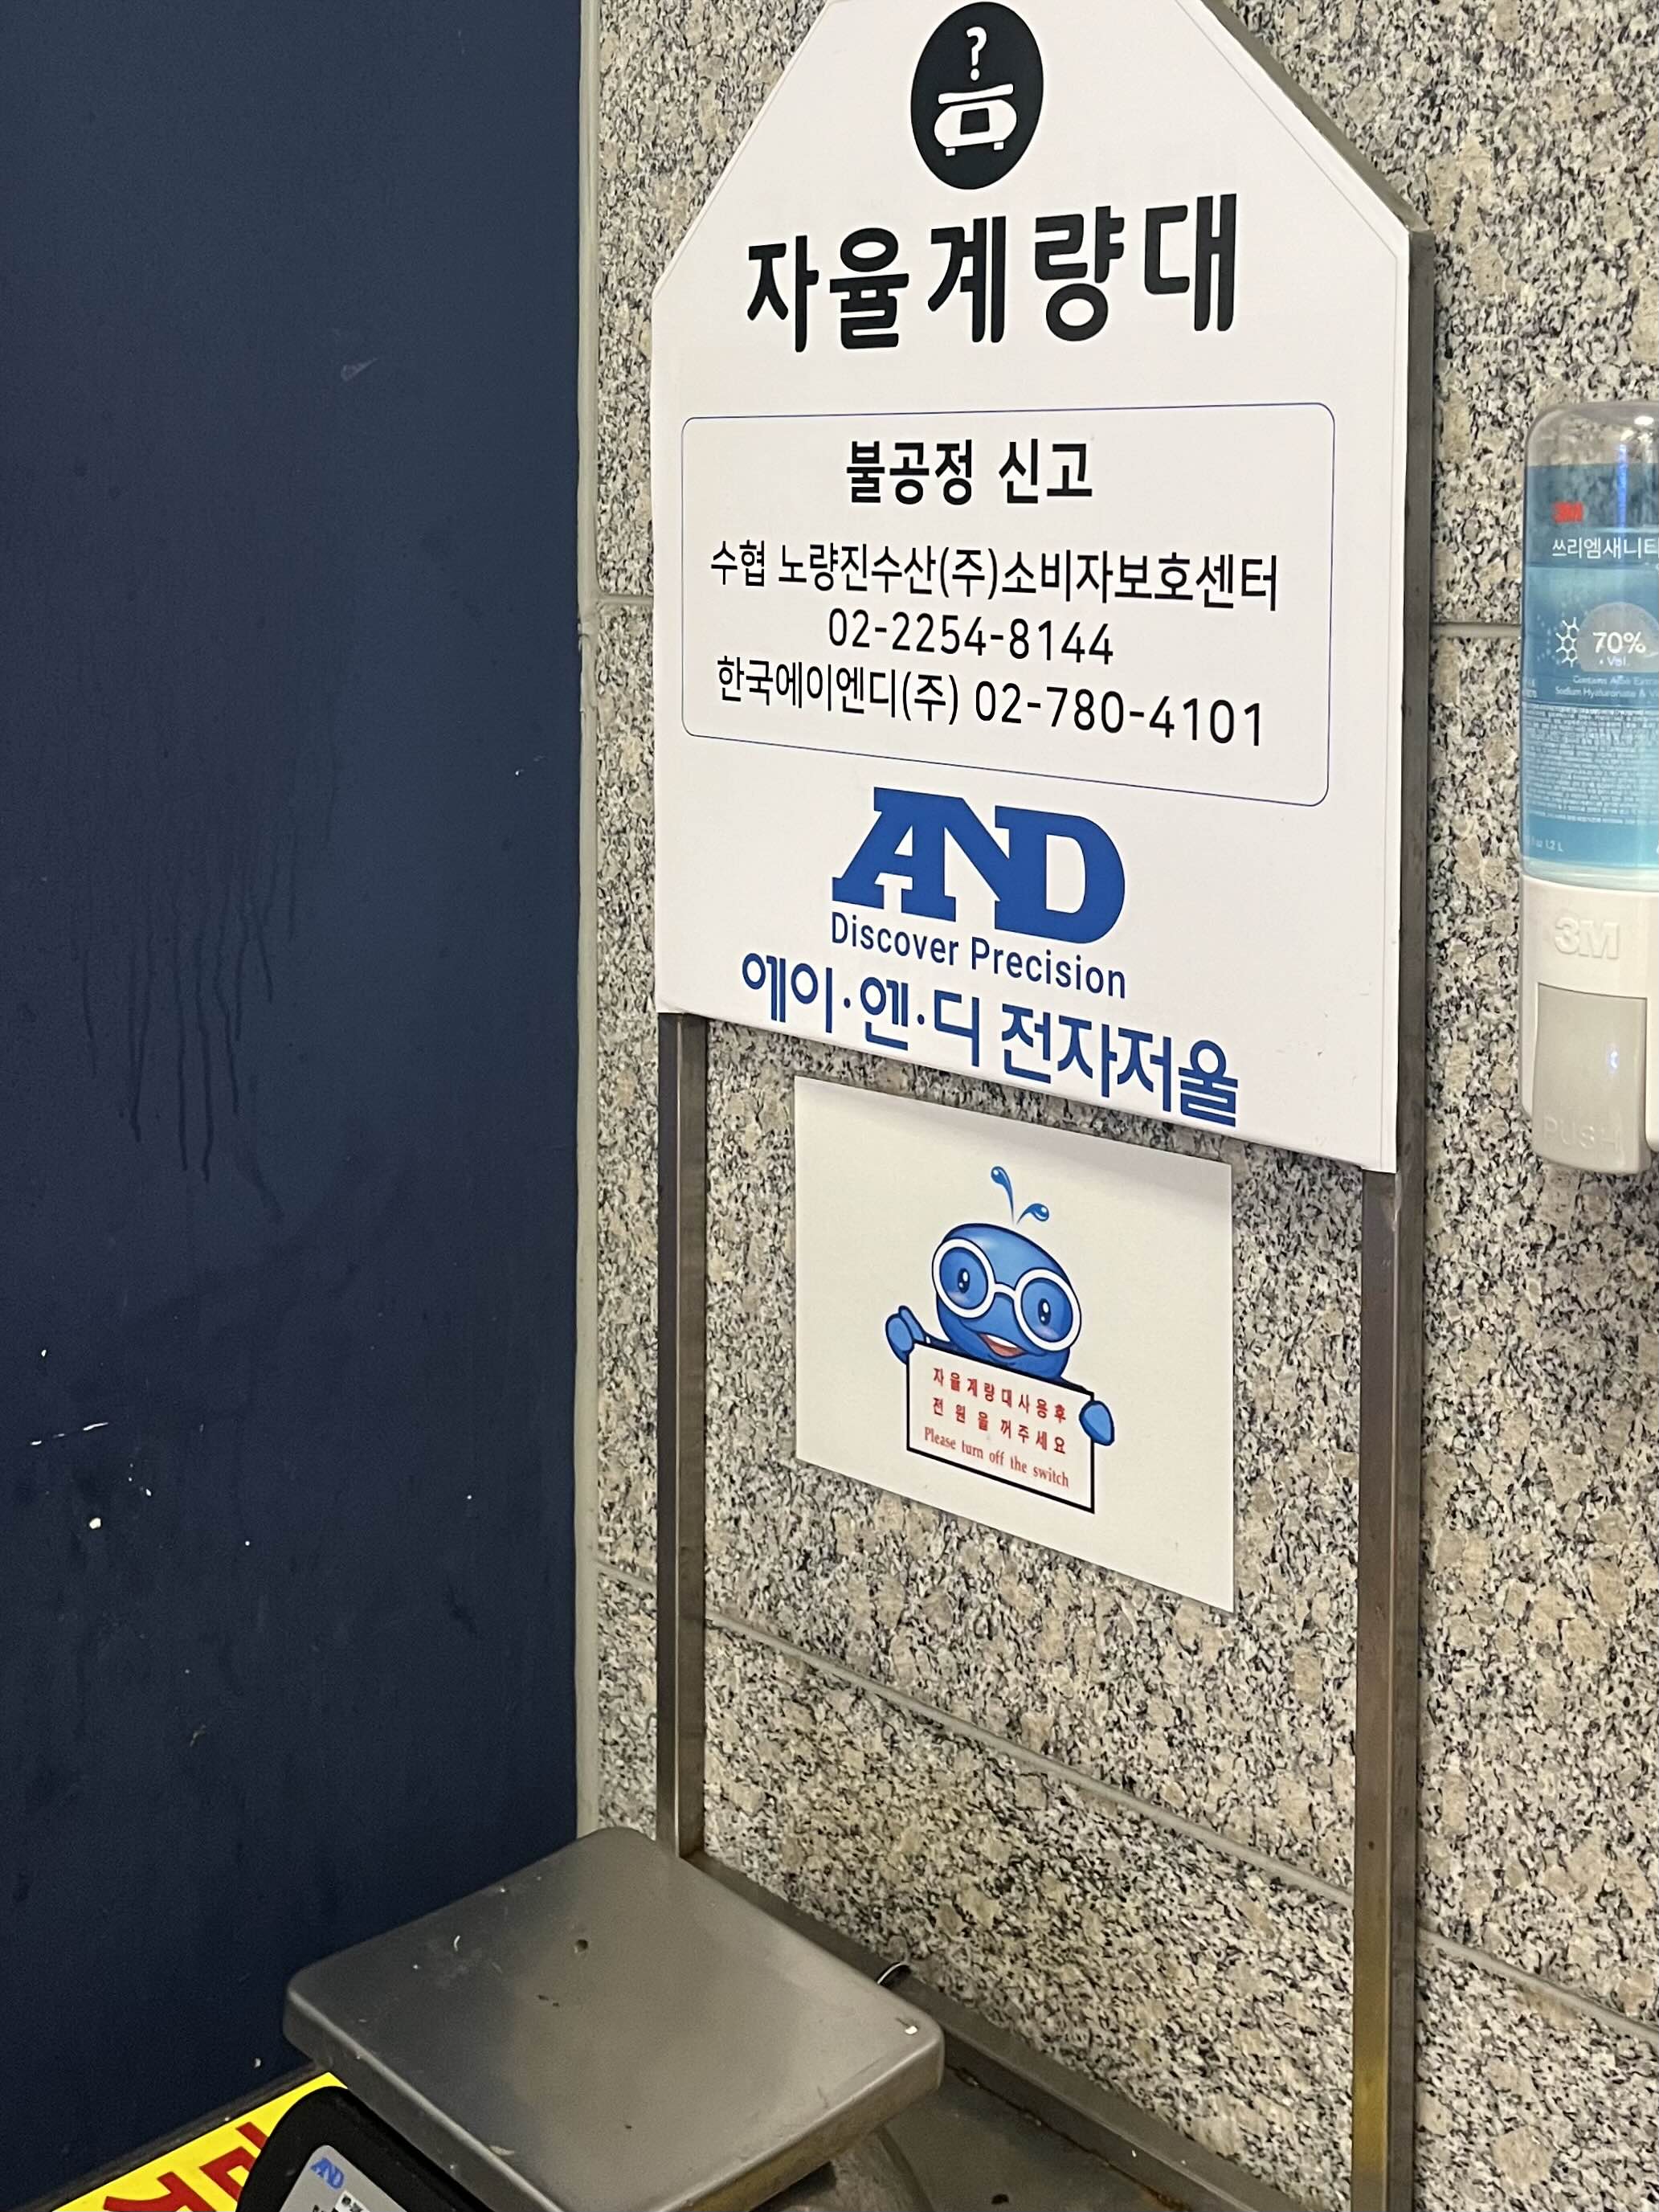 ?
자율계량대
불공정 신고
수협 노량진수산(주)소비자보호센터
02-2254-8144
한국에이엔디(주) 02-780-4101
AND
Discover Precision
에이·엔·디 전자저울
자율계량대사용후
전원을꺼주세요
Please turn off the switch
3M
쓰리엠새니티
70%
Vol.
3M
PUSH
AND